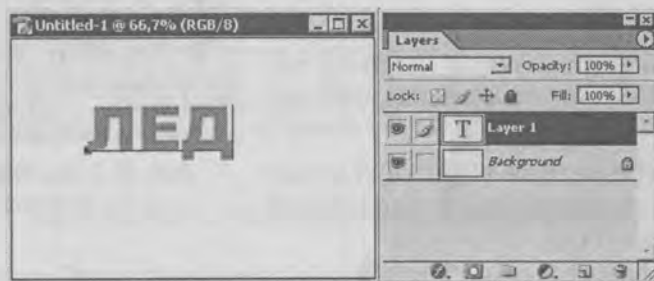 Untitled-1 @ 66,7% (RGB/8)
ЛЕД
Layers
Normal Opacity: 100%
Lock: Fill: 100%
T Layer 1
Background